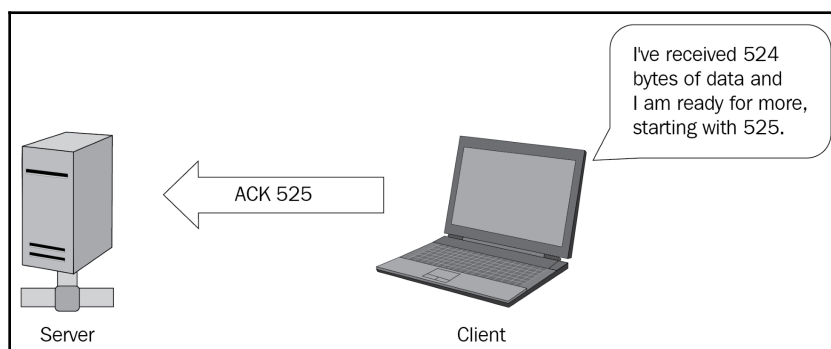 I've received 524
bytes of data and
I am ready for more,
starting with 525.
ACK 525
Server
Client